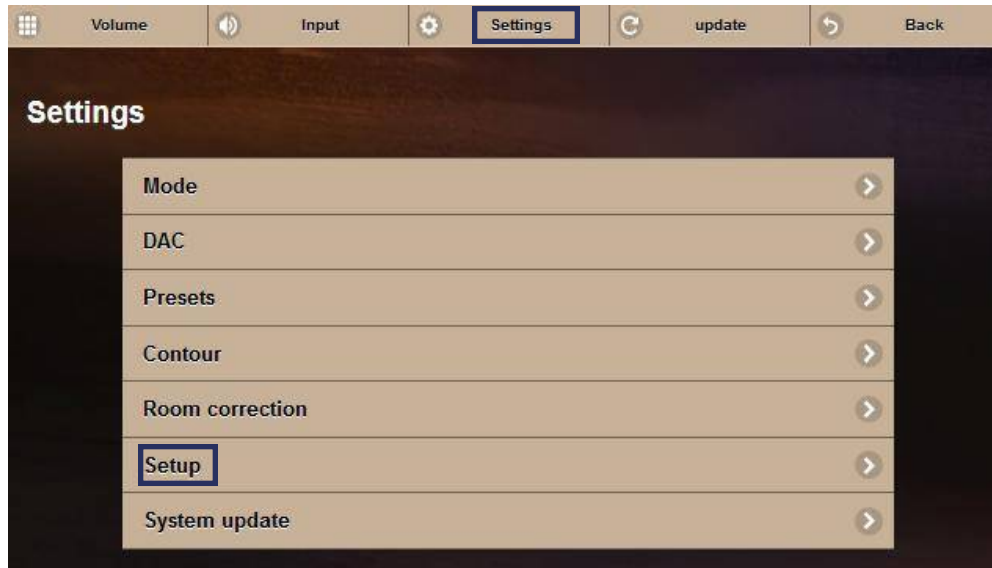 Volume Input Settings update Back
Settings
Mode
DAC
Presets
Contour
Room correction
Setup
System update